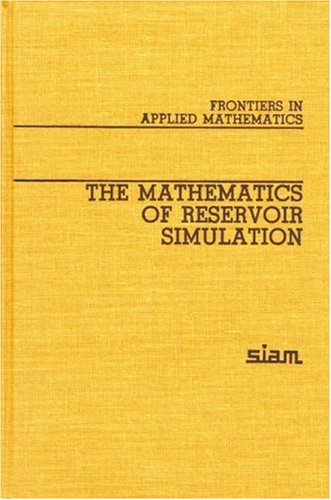 FRONTIERS IN
APPLIED MATHEMATICS
THE MATHEMATICS
OF RESERVOIR
SIMULATION
siam